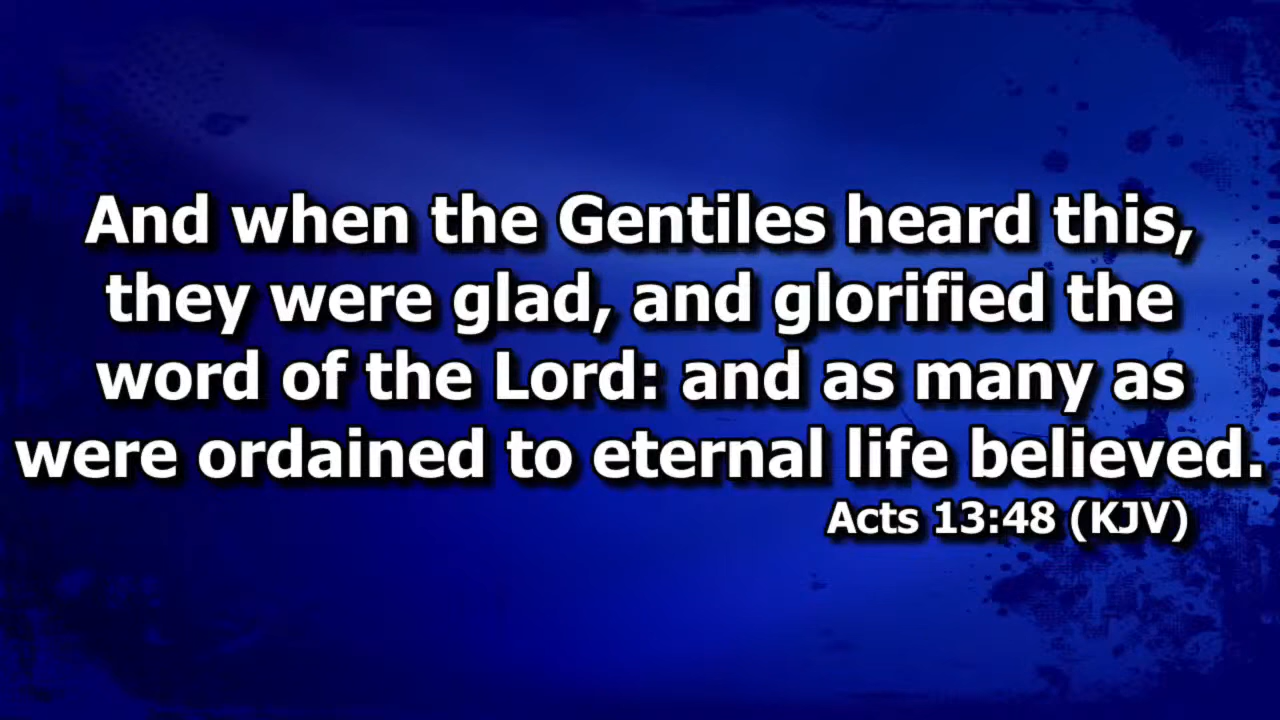 And when the Gentiles heard this,
they were glad, and glorified the
word of the Lord: and as many as
were ordained to eternal life believed.
Acts 13:48 (KJV)